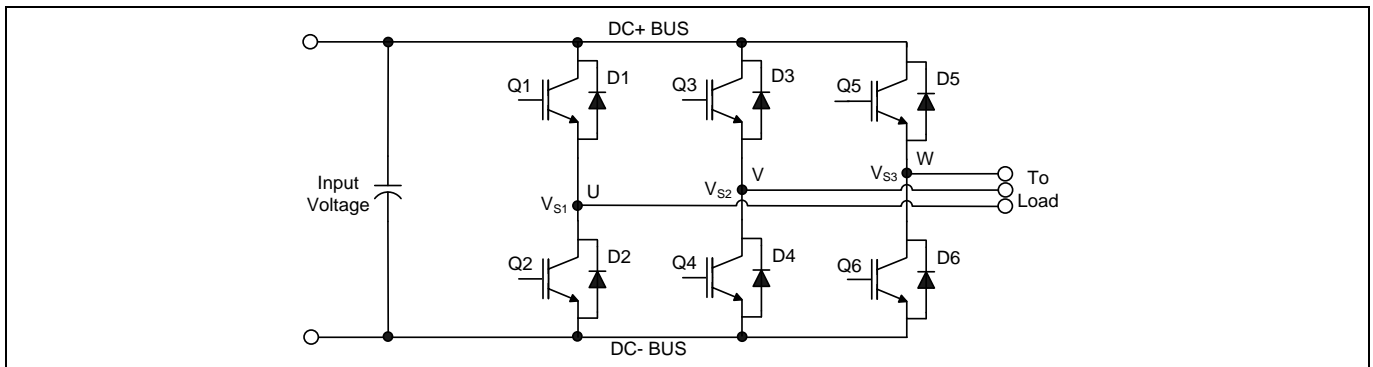 DC+ BUS
Q1
D1
Q3
D3
Q5
D5
Input
Voltage
VS1
U
VS2
V
VS3
W
To
Load
Q2
D2
Q4
D4
Q6
D6
DC- BUS